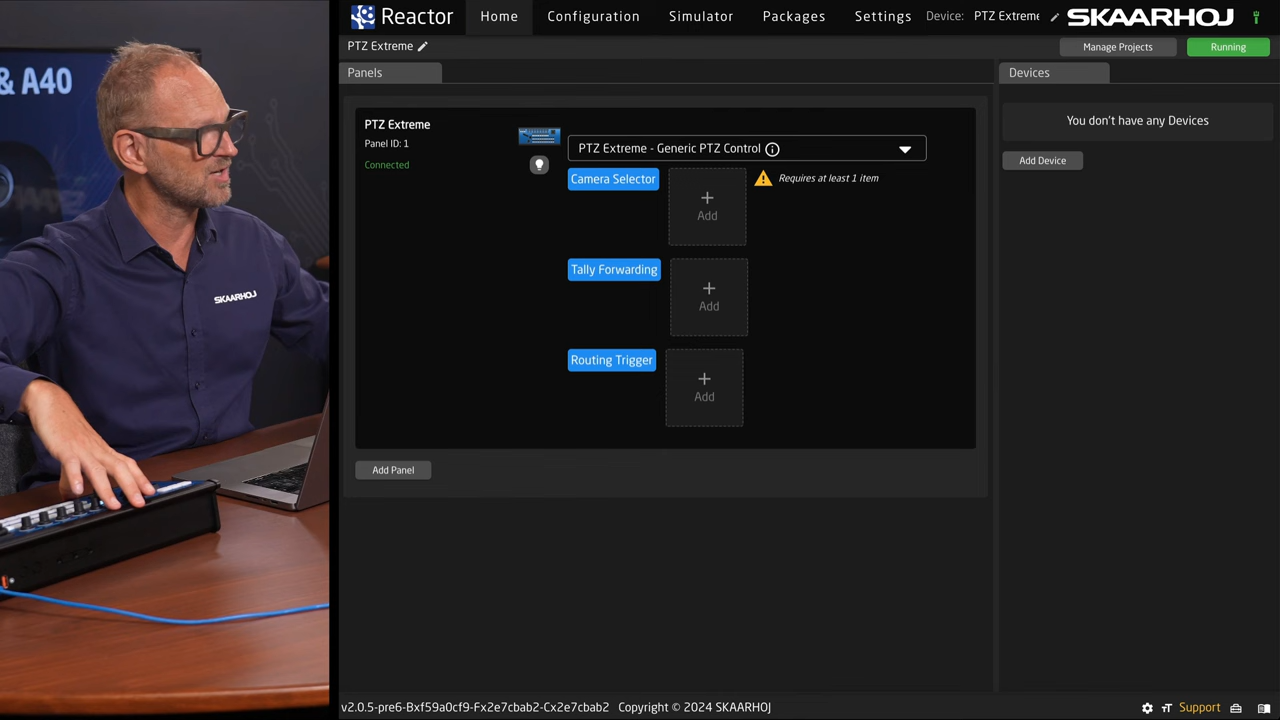 & A40
SKAARHOJ
Reactor
Home
Configuration
Simulator
Packages
Settings
Device:
PTZ Extreme
SKAARHOJ
PTZ Extreme
Manage Projects
Running
Panels
Devices
PTZ Extreme
Panel ID: 1
Connected
PTZ Extreme - Generic PTZ Control
Camera Selector
+
Add
Requires at least 1 item
Tally Forwarding
+
Add
Routing Trigger
+
Add
Add Panel
You don't have any Devices
Add Device
v2.0.5-pre6-Bxf59a0cf9-Fx2e7cbab2-Cx2e7cbab2 Copyright © 2024 SKAARHOJ
Support